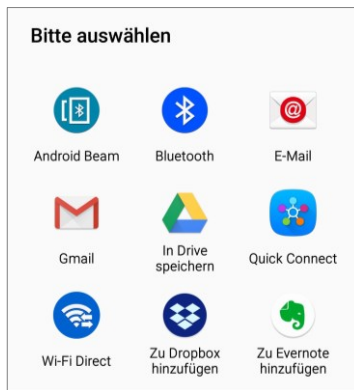 Bitte auswählen
Android Beam
Bluetooth
E-Mail
Gmail
In Drive
speichern
Quick Connect
Wi-Fi Direct
Zu Dropbox
hinzufügen
Zu Evernote
hinzufügen